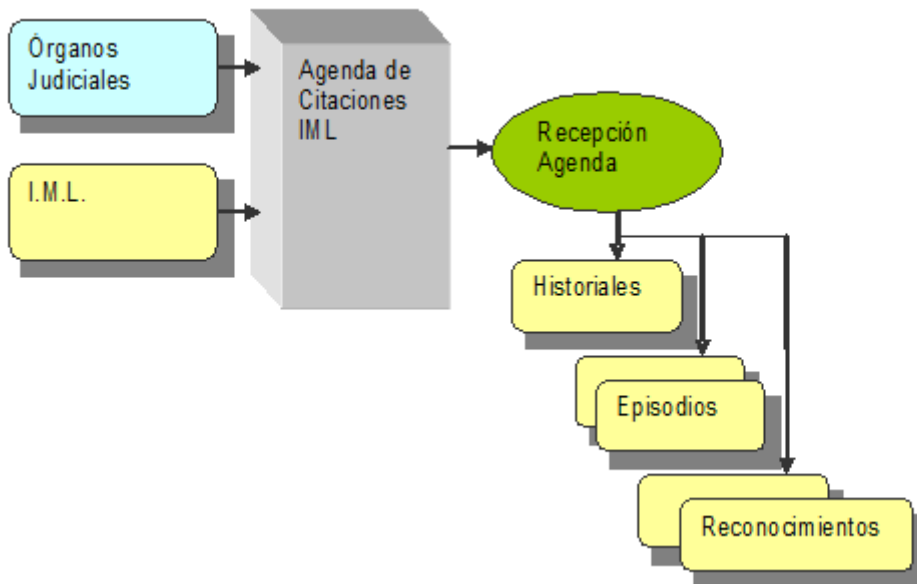 Órganos
Judiciales
Agenda de
Citaciones
IML
Recepción
Agenda
I.M.L.
Historiales
Episodios
Reconocimientos